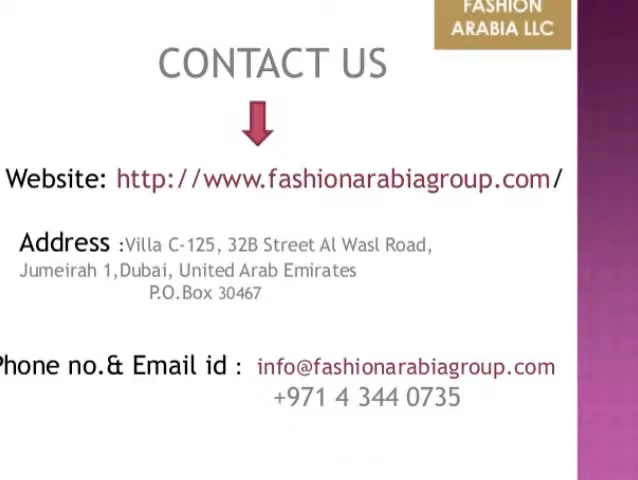 FASHION
ARABIA LLC
CONTACT US
Website: http://www.fashionarabiagroup.com/
Address :Villa C-125, 32B Street Al Wasl Road,
Jumeirah 1,Dubai, United Arab Emirates
P.O.Box 30467
Phone no.& Email id : info@fashionarabiagroup.com
+971 4 344 0735